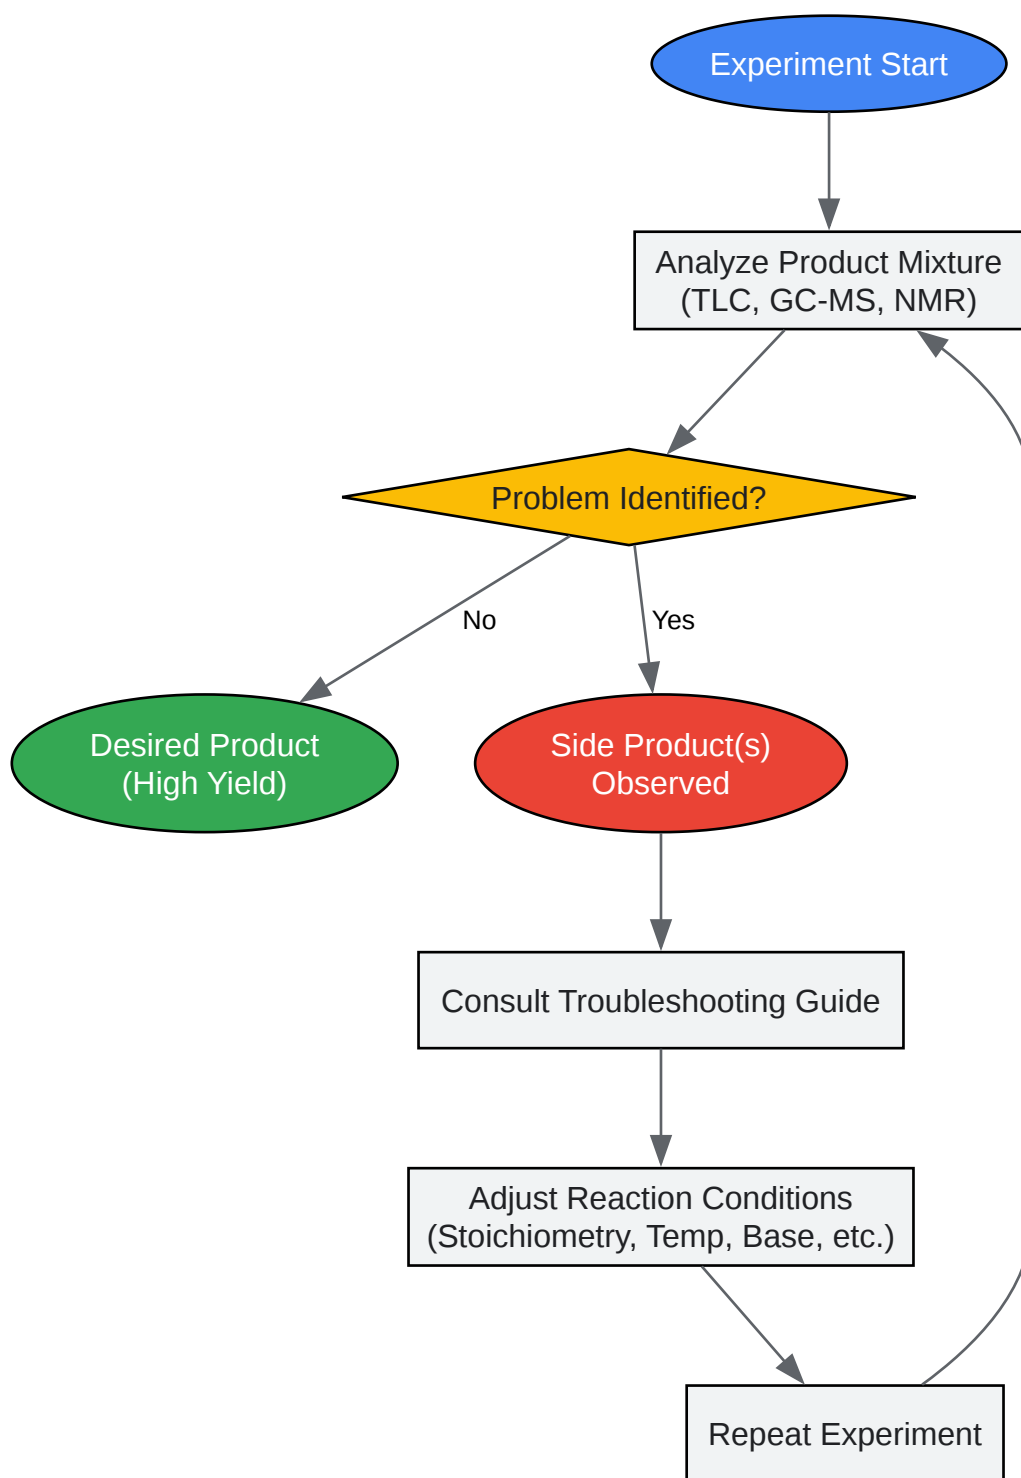 Experiment Start
Analyze Product Mixture
(TLC, GC-MS, NMR)
Problem Identified?
No
Yes
Desired Product
(High Yield)
Side Product(s)
Observed
Consult Troubleshooting Guide
Adjust Reaction Conditions
(Stoichiometry, Temp, Base, etc.)
Repeat Experiment